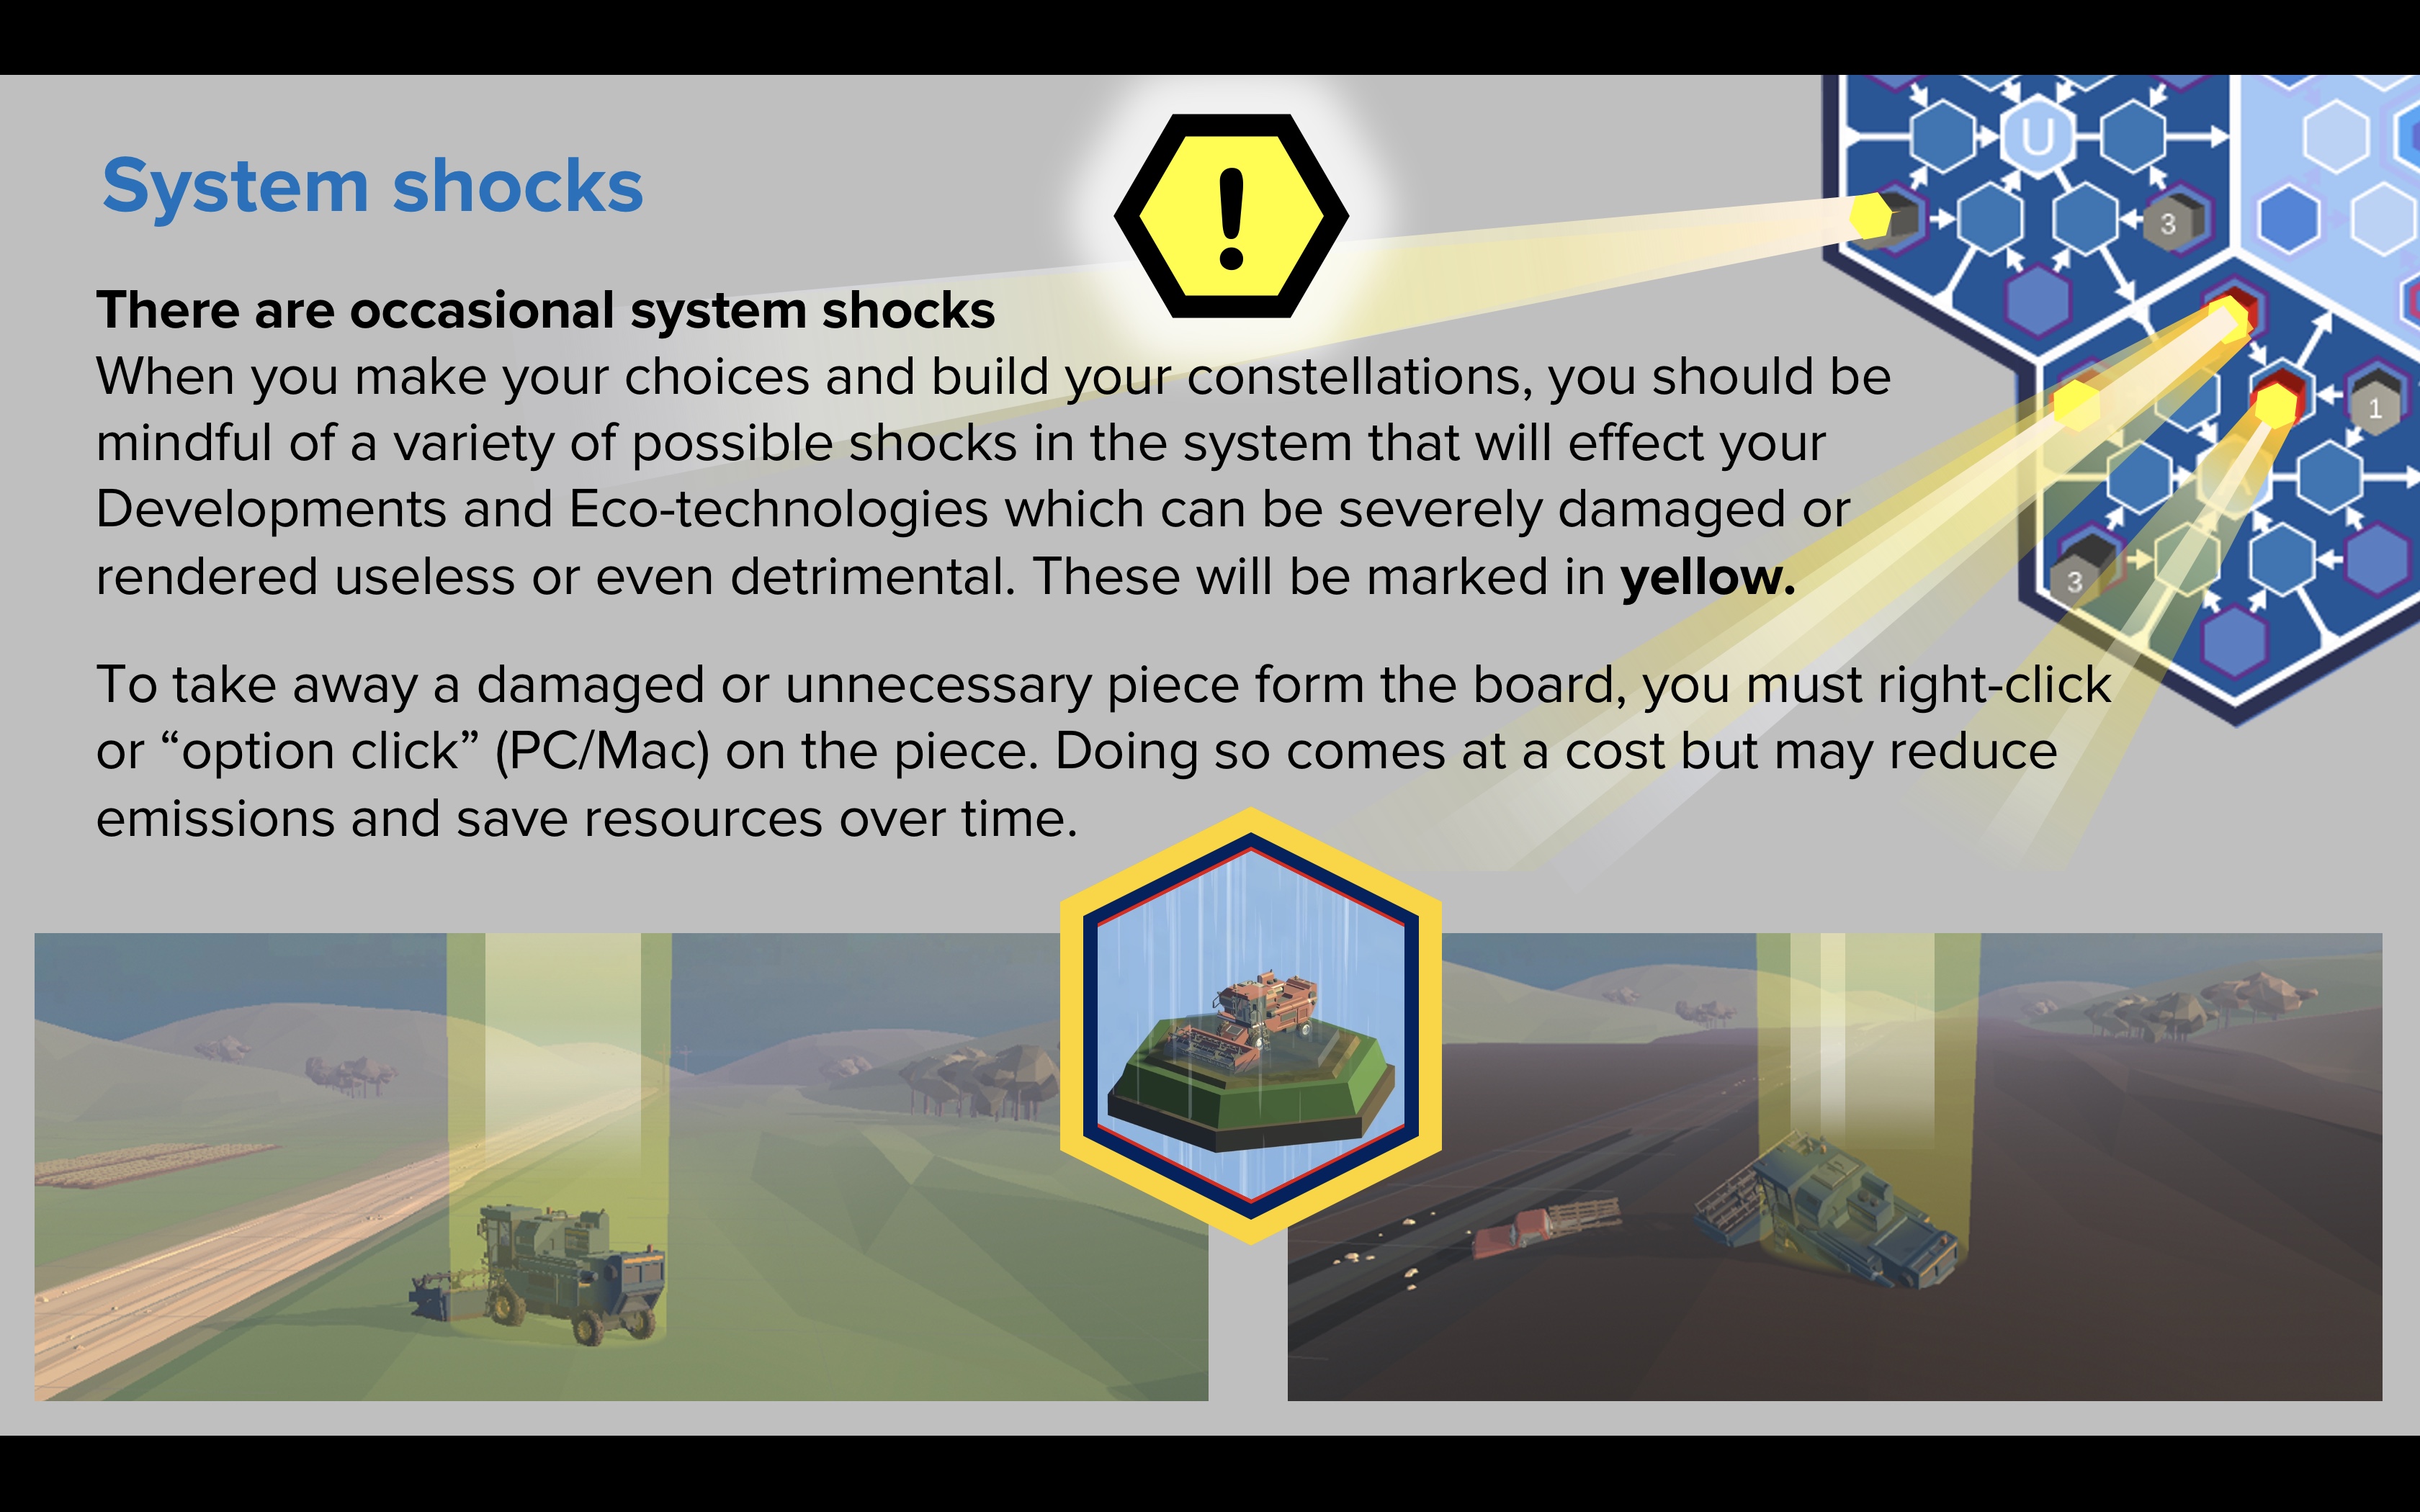 System shocks
!
There are occasional system shocks
When you make your choices and build your constellations, you should be
mindful of a variety of possible shocks in the system that will effect your
Developments and Eco-technologies which can be severely damaged or
rendered useless or even detrimental. These will be marked in yellow.
To take away a damaged or unnecessary piece form the board, you must right-click
or “option click” (PC/Mac) on the piece. Doing so comes at a cost but may reduce
emissions and save resources over time.
U
3
1
3